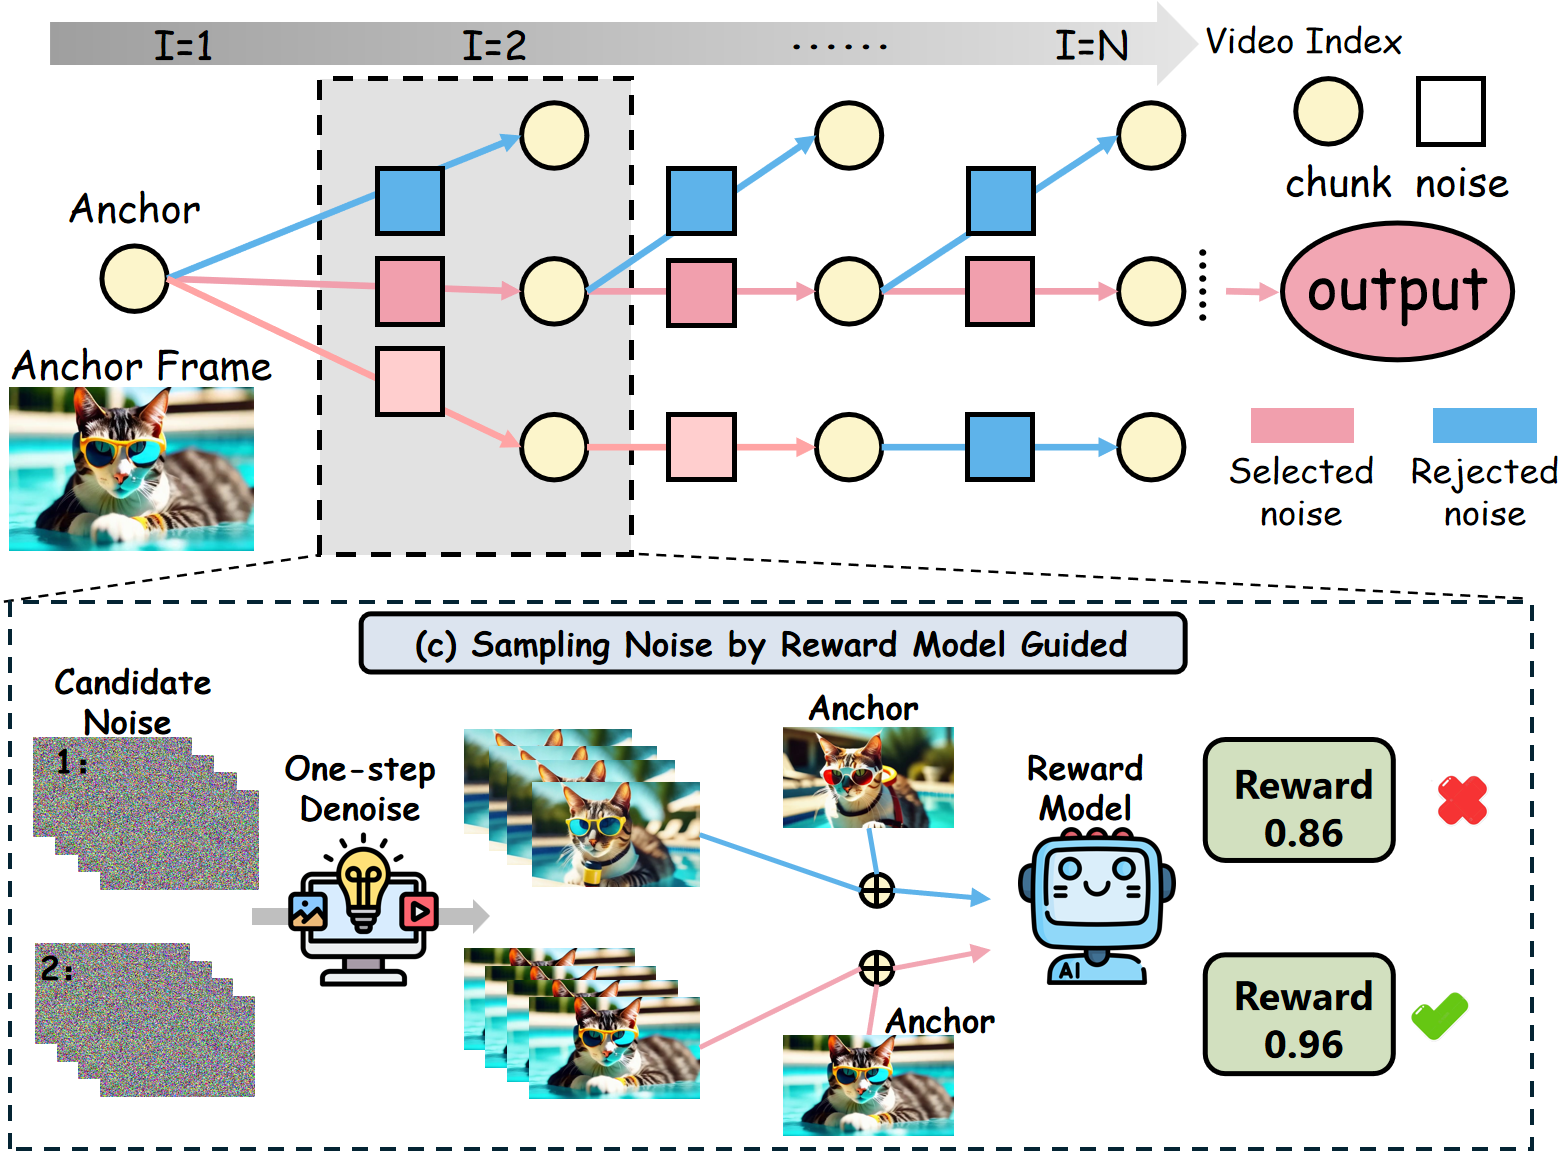 I=1 I=2 ...... I=N Video Index
chunk noise
Anchor
output
Anchor Frame
Selected noise
Rejected noise
(c) Sampling Noise by Reward Model Guided
Candidate
Noise
1:
2:
One-step
Denoise
Anchor
Anchor
Reward
Model
AI
Reward
0.86
Reward
0.96